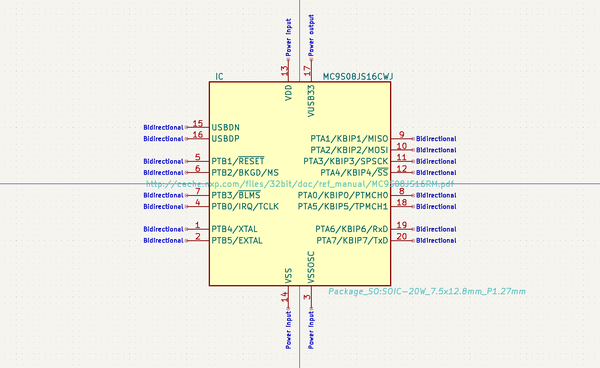 Power Input
Power output
13
17
IC
MC9S08JS16CWJ
VDD
VUSB33
Bidirectional 15 USBDN
Bidirectional 16 USBDP
PTA1/KBIP1/MISO 9 Bidirectional
PTA2/KBIP2/MOSI 10 Bidirectional
Bidirectional 5 PTB1/RESET PTA3/KBIP3/SPSCK 11 Bidirectional
Bidirectional 6 PTB2/BKGD/MS PTA4/KBIP4/SS 12 Bidirectional
http://cache.nxp.com/files/32bit/doc/ref_manual/MC9S08JS16RM.pdf
Bidirectional 7 PTB3/BLMS PTA0/KBIP0/PTMCH0 8 Bidirectional
Bidirectional 4 PTB0/IRQ/TCLK PTA5/KBIP5/TPMCH1 18 Bidirectional
Bidirectional 1 PTB4/XTAL PTA6/KBIP6/RxD 19 Bidirectional
Bidirectional 2 PTB5/EXTAL PTA7/KBIP7/TxD 20 Bidirectional
VSS
VSSOSC
14
3
Package_SO:SOIC-20W_7.5x12.8mm_P1.27mm
Power Input
Power Input